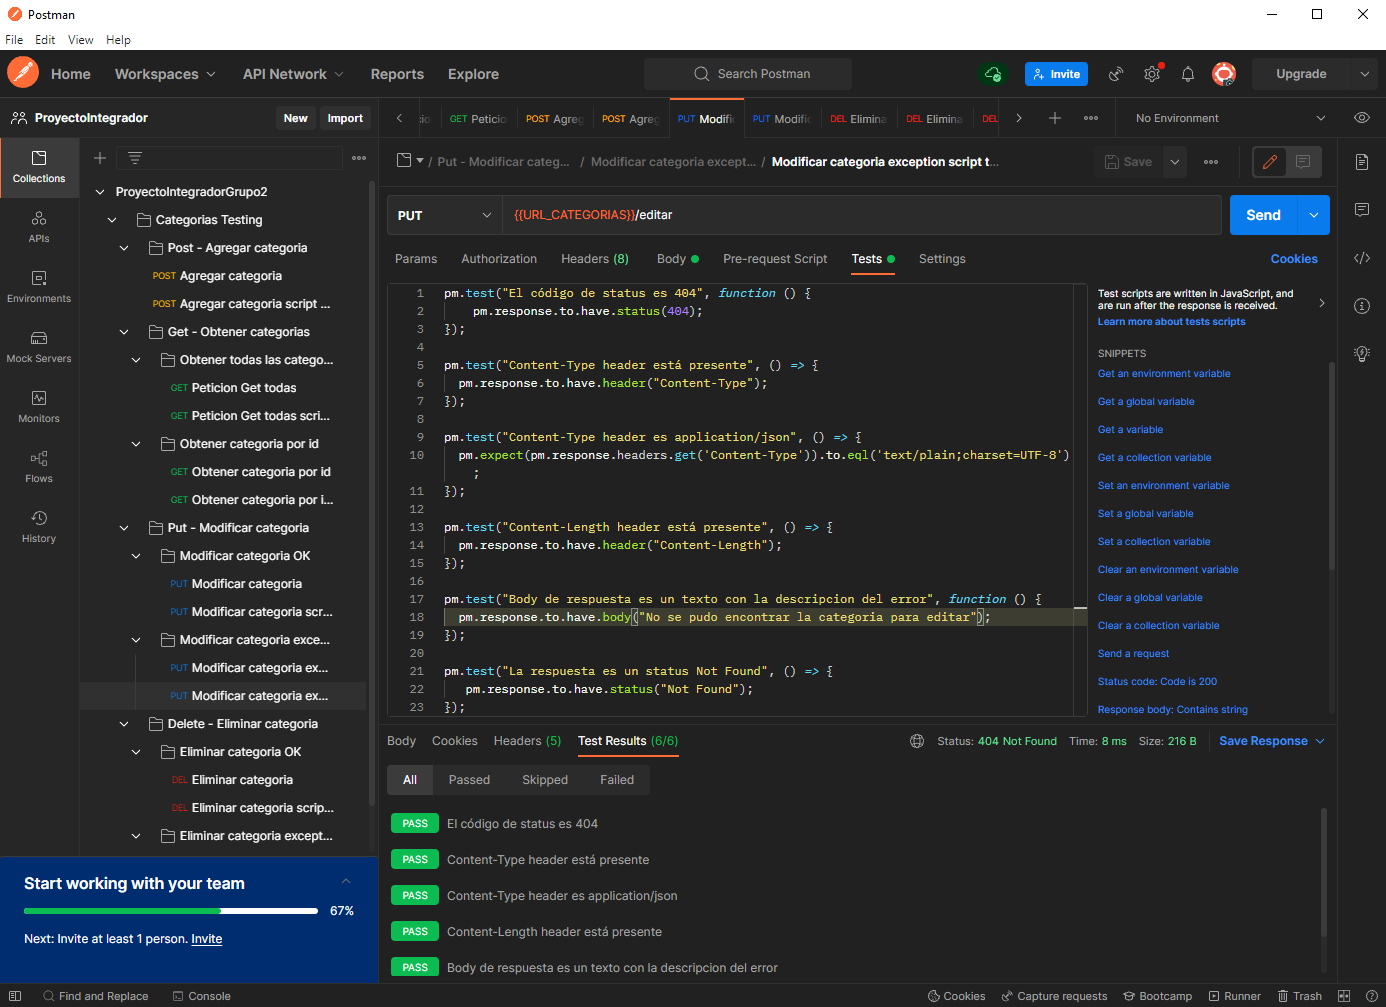 Postman
File Edit View Help
Home Workspaces API Network Reports Explore Search Postman Invite Upgrade
ProyectoIntegrador New Import
GET Peticio POST Agreg POST Agreg PUT Modific PUT Modific DEL Elimina DEL Elimina DEL No Environment
Collections
APIs
Environments
Mock Servers
Monitors
Flows
History
ProyectoIntegradorGrupo2
Categorias Testing
Post - Agregar categoria
POST Agregar categoria
POST Agregar categoria script ...
Get - Obtener categorias
Obtener todas las catego...
GET Peticion Get todas
GET Peticion Get todas scri...
Obtener categoria por id
GET Obtener categoria por id
GET Obtener categoria por i...
Put - Modificar categoria
Modificar categoria OK
PUT Modificar categoria
PUT Modificar categoria scr...
Modificar categoria exce...
PUT Modificar categoria ex...
PUT Modificar categoria ex...
Delete - Eliminar categoria
Eliminar categoria OK
DEL Eliminar categoria
DEL Eliminar categoria scrip...
Eliminar categoria except...
Start working with your team
67%
Next: Invite at least 1 person. Invite
/ Put - Modificar categ... / Modificar categoria except... / Modificar categoria exception script t... Save
PUT {{URL_CATEGORIAS}}/editar Send
Params Authorization Headers (8) Body Pre-request Script Tests Settings Cookies
1 pm.test("El código de status es 404", function () {
2 pm.response.to.have.status(404);
3 });
4
5 pm.test("Content-Type header está presente", () => {
6 pm.response.to.have.header("Content-Type");
7 });
8
9 pm.test("Content-Type header es application/json", () => {
10 pm.expect(pm.response.headers.get('Content-Type')).to.eql('text/plain;charset=UTF-8')
;
11 });
12
13 pm.test("Content-Length header está presente", () => {
14 pm.response.to.have.header("Content-Length");
15 });
16
17 pm.test("Body de respuesta es un texto con la descripcion del error", function () {
18 pm.response.to.have.body("No se pudo encontrar la categoria para editar");
19 });
20
21 pm.test("La respuesta es un status Not Found", () => {
22 pm.response.to.have.status("Not Found");
23 });
Test scripts are written in JavaScript, and
are run after the response is received.
Learn more about tests scripts
SNIPPETS
Get an environment variable
Get a global variable
Get a variable
Get a collection variable
Set an environment variable
Set a global variable
Set a collection variable
Clear an environment variable
Clear a global variable
Clear a collection variable
Send a request
Status code: Code is 200
Response body: Contains string
Body Cookies Headers (5) Test Results (6/6) Status: 404 Not Found Time: 8 ms Size: 216 B Save Response
All Passed Skipped Failed
PASS El código de status es 404
PASS Content-Type header está presente
PASS Content-Type header es application/json
PASS Content-Length header está presente
PASS Body de respuesta es un texto con la descripcion del error
Find and Replace Console Cookies Capture requests Bootcamp Runner Trash